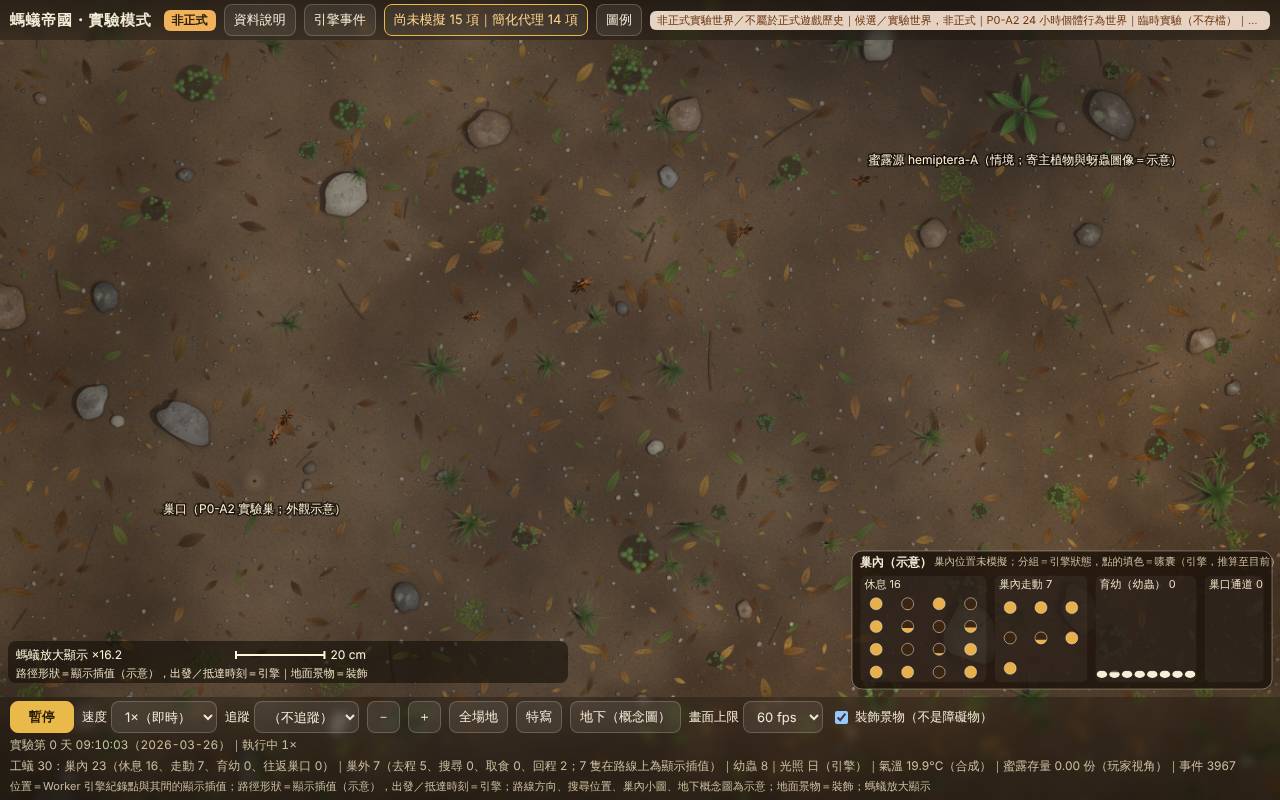 螞蟻帝國・實驗模式 非正式 資料說明 引擎事件 尚未模擬 15 項｜簡化代理 14 項 圖例 非正式實驗世界／不屬於正式遊戲歷史｜候選／實驗世界，非正式｜P0-A2 24 小時個體行為世界｜臨時實驗（不存檔）｜…
蜜露源 hemiptera-A（情境；寄主植物與蚜蟲圖像＝示意）
巢口（P0-A2 實驗巢；外觀示意）
巢內（示意） 巢內位置未模擬；分組＝引擎狀態，點的填色＝嗉囊（引擎，推算至目前）
休息 16 巢內走動 7 育幼（幼蟲） 0 巢口通道 0
螞蟻放大顯示 ×16.2 20 cm
路徑形狀＝顯示插值（示意），出發／抵達時刻＝引擎｜地面景物＝裝飾
暫停 速度 1×（即時） 追蹤 （不追蹤） − + 全場地 特寫 地下（概念圖） 畫面上限 60 fps 裝飾景物（不是障礙物）
實驗第 0 天 09:10:03（2026-03-26）｜執行中 1×
工蟻 30：巢內 23（休息 16、走動 7、育幼 0、往返巢口 0）｜巢外 7（去程 5、搜尋 0、取食 0、回程 2；7 隻在路線上為顯示插值）｜幼蟲 8｜光照 日（引擎）｜氣溫 19.9°C（合成）｜蜜露存量 0.00 份（玩家視角）｜事件 3967
位置＝Worker 引擎紀錄點與其間的顯示插值；路徑形狀＝顯示插值（示意），出發／抵達時刻＝引擎；路線方向、搜尋位置、巢內小圖、地下概念圖為示意；地面景物＝裝飾；螞蟻放大顯示